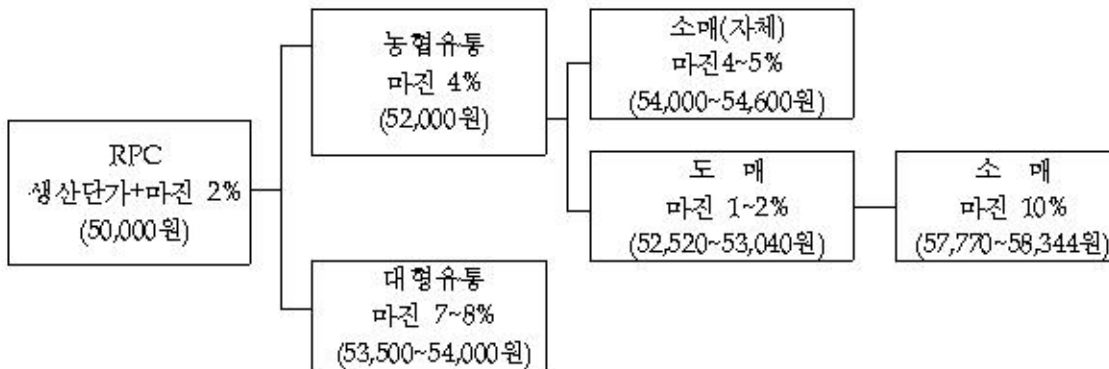 RPC
생산단가+마진 2%
(50,000원)
농협유통
마진 4%
(52,000원)
대형유통
마진 7~8%
(53,500~54,000원)
소매(자체)
마진4~5%
(54,000~54,600원)
도 매
마진 1~2%
(52,520~53,040원)
소 매
마진 10%
(57,770~58,344원)